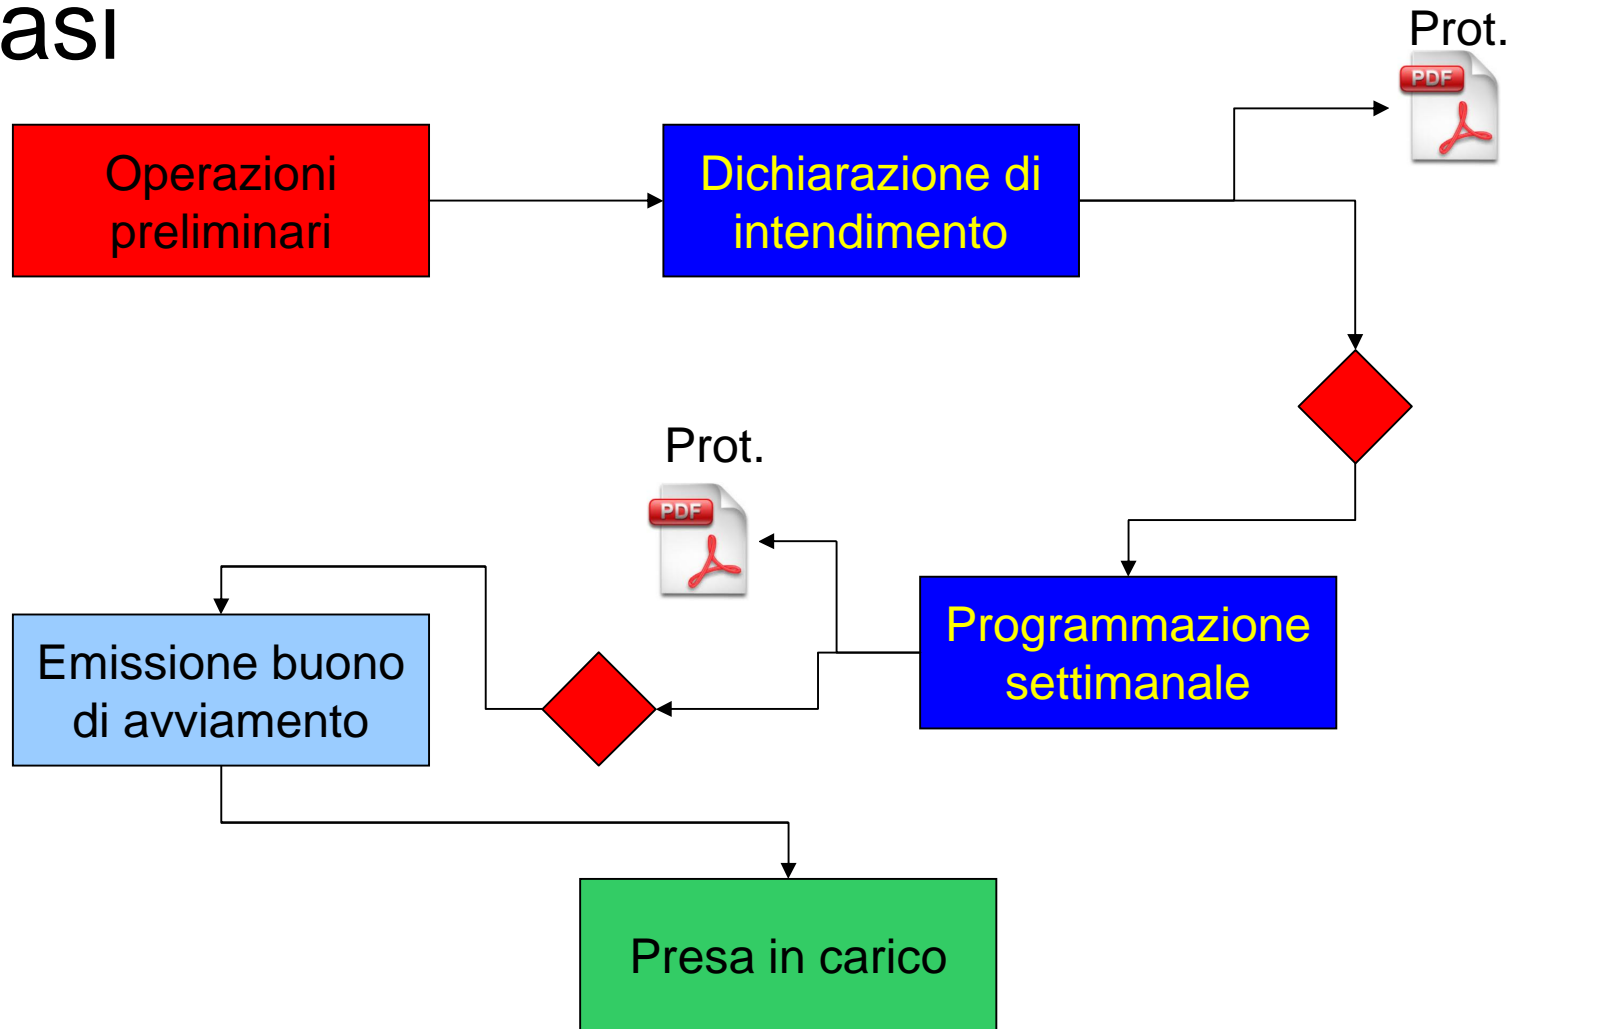 asi
Prot.
PDF
Operazioni
preliminari
Dichiarazione di
intendimento
Prot.
PDF
Programmazione
settimanale
Emissione buono
di avviamento
Presa in carico